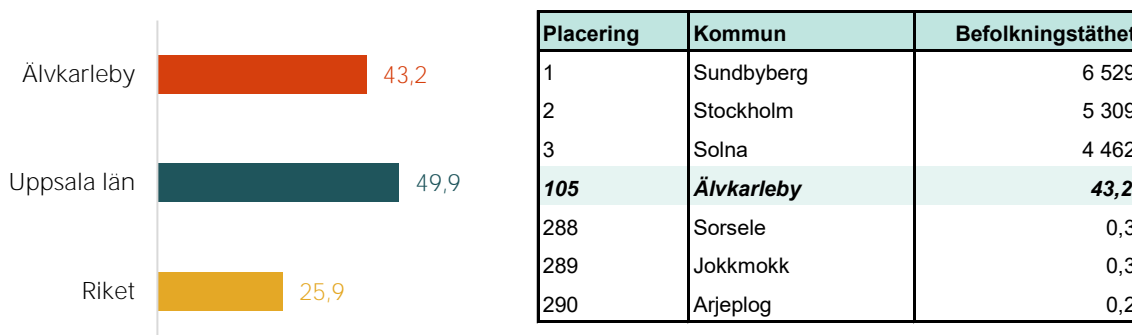 Älvkarleby 43,2
Uppsala län 49,9
Riket 25,9
Placering Kommun Befolkningstäthet
1 Sundbyberg 6 529
2 Stockholm 5 309
3 Solna 4 462
105 Älvkarleby 43,2
288 Sorsele 0,3
289 Jokkmokk 0,3
290 Arjeplog 0,2